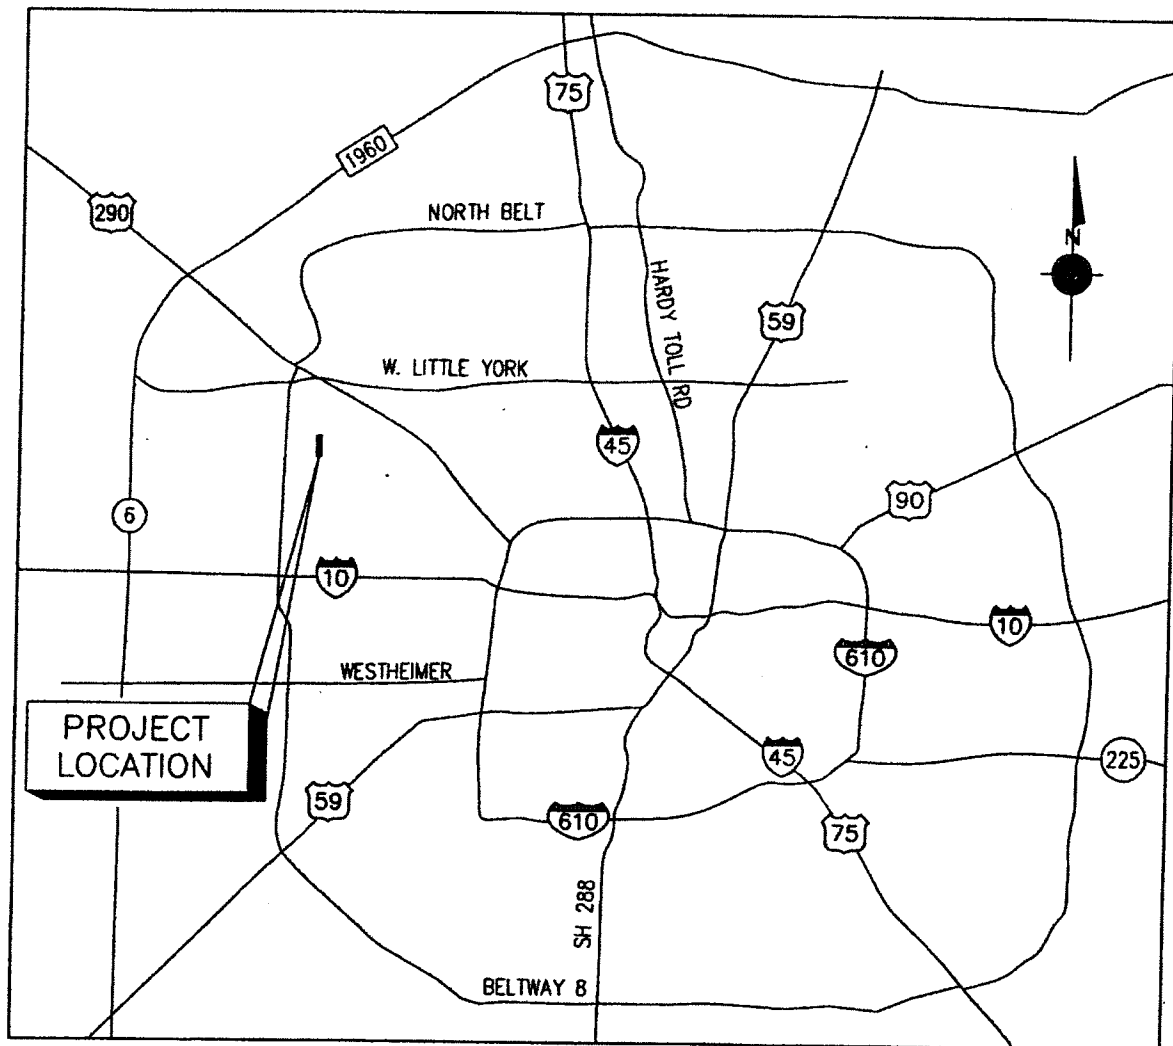 75
1960
290
NORTH BELT
N
HARDY TOLL RD
59
W. LITTLE YORK
45
90
6
10
10
610
WESTHEIMER
PROJECT
LOCATION
45
225
59
610
75
SH 288
BELTWAY 8